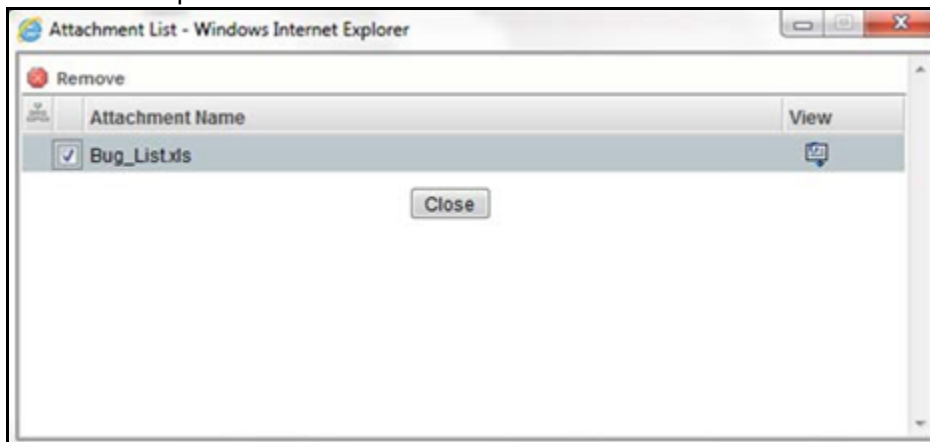 Attachment List - Windows Internet Explorer
Remove
Attachment Name View
Bug_List.xls
Close